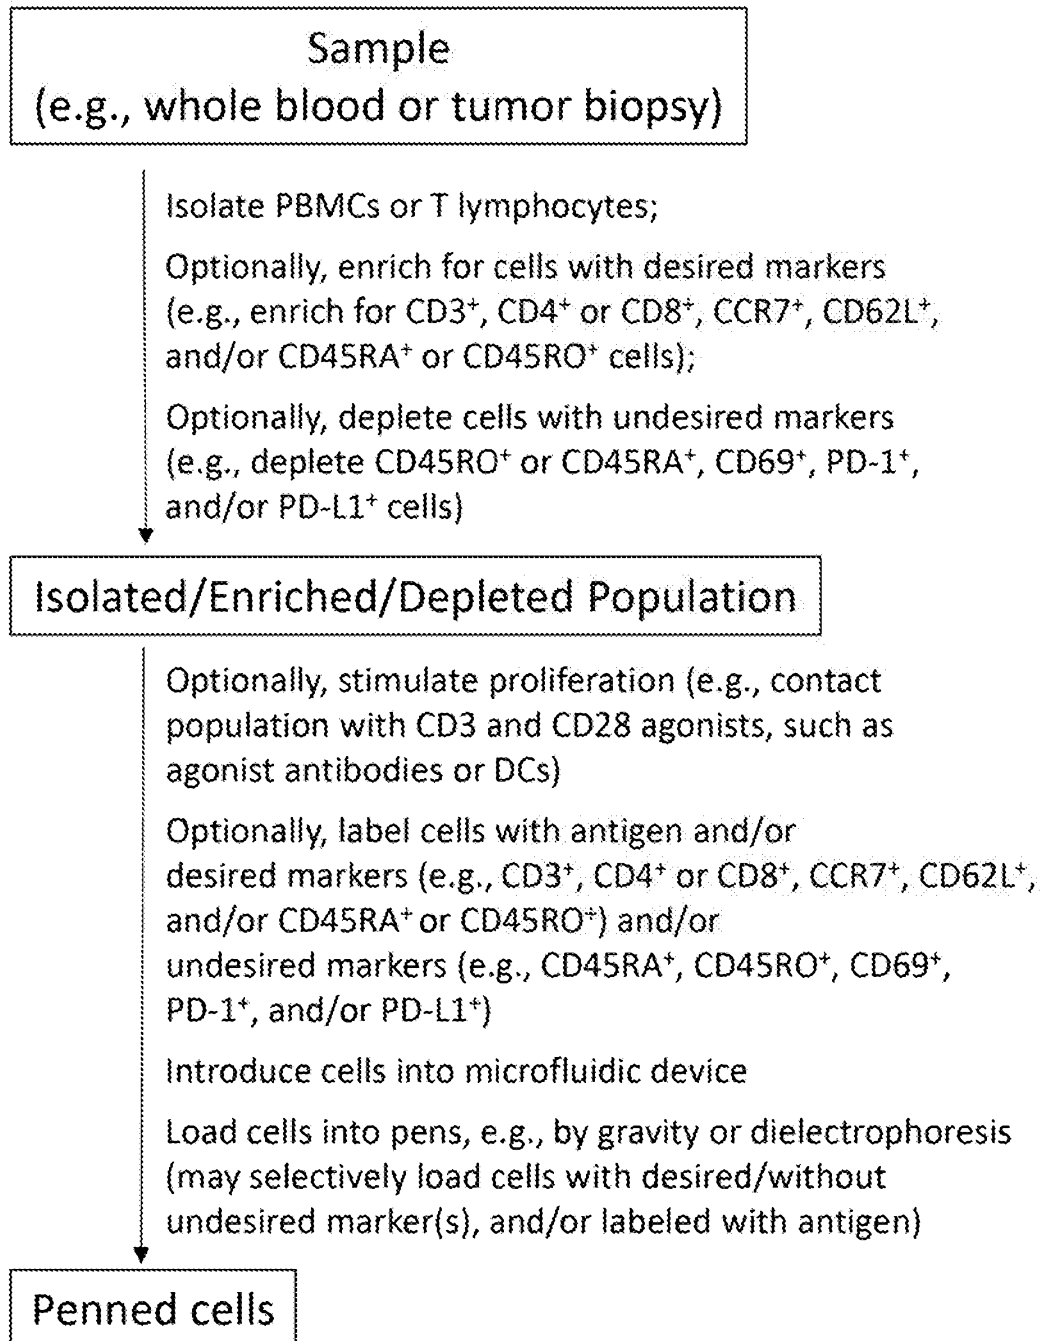 Sample
(e.g., whole blood or tumor biopsy)
Isolate PBMCs or T lymphocytes;
Optionally, enrich for cells with desired markers
(e.g., enrich for CD3⁺, CD4⁺ or CD8⁺, CCR7⁺, CD62L⁺,
and/or CD45RA⁺ or CD45RO⁺ cells);
Optionally, deplete cells with undesired markers
(e.g., deplete CD45RO⁺ or CD45RA⁺, CD69⁺, PD-1⁺,
and/or PD-L1⁺ cells)
Isolated/Enriched/Depleted Population
Optionally, stimulate proliferation (e.g., contact
population with CD3 and CD28 agonists, such as
agonist antibodies or DCs)
Optionally, label cells with antigen and/or
desired markers (e.g., CD3⁺, CD4⁺ or CD8⁺, CCR7⁺, CD62L⁺,
and/or CD45RA⁺ or CD45RO⁺) and/or
undesired markers (e.g., CD45RA⁺, CD45RO⁺, CD69⁺,
PD-1⁺, and/or PD-L1⁺)
Introduce cells into microfluidic device
Load cells into pens, e.g., by gravity or dielectrophoresis
(may selectively load cells with desired/without
undesired marker(s), and/or labeled with antigen)
Penned cells